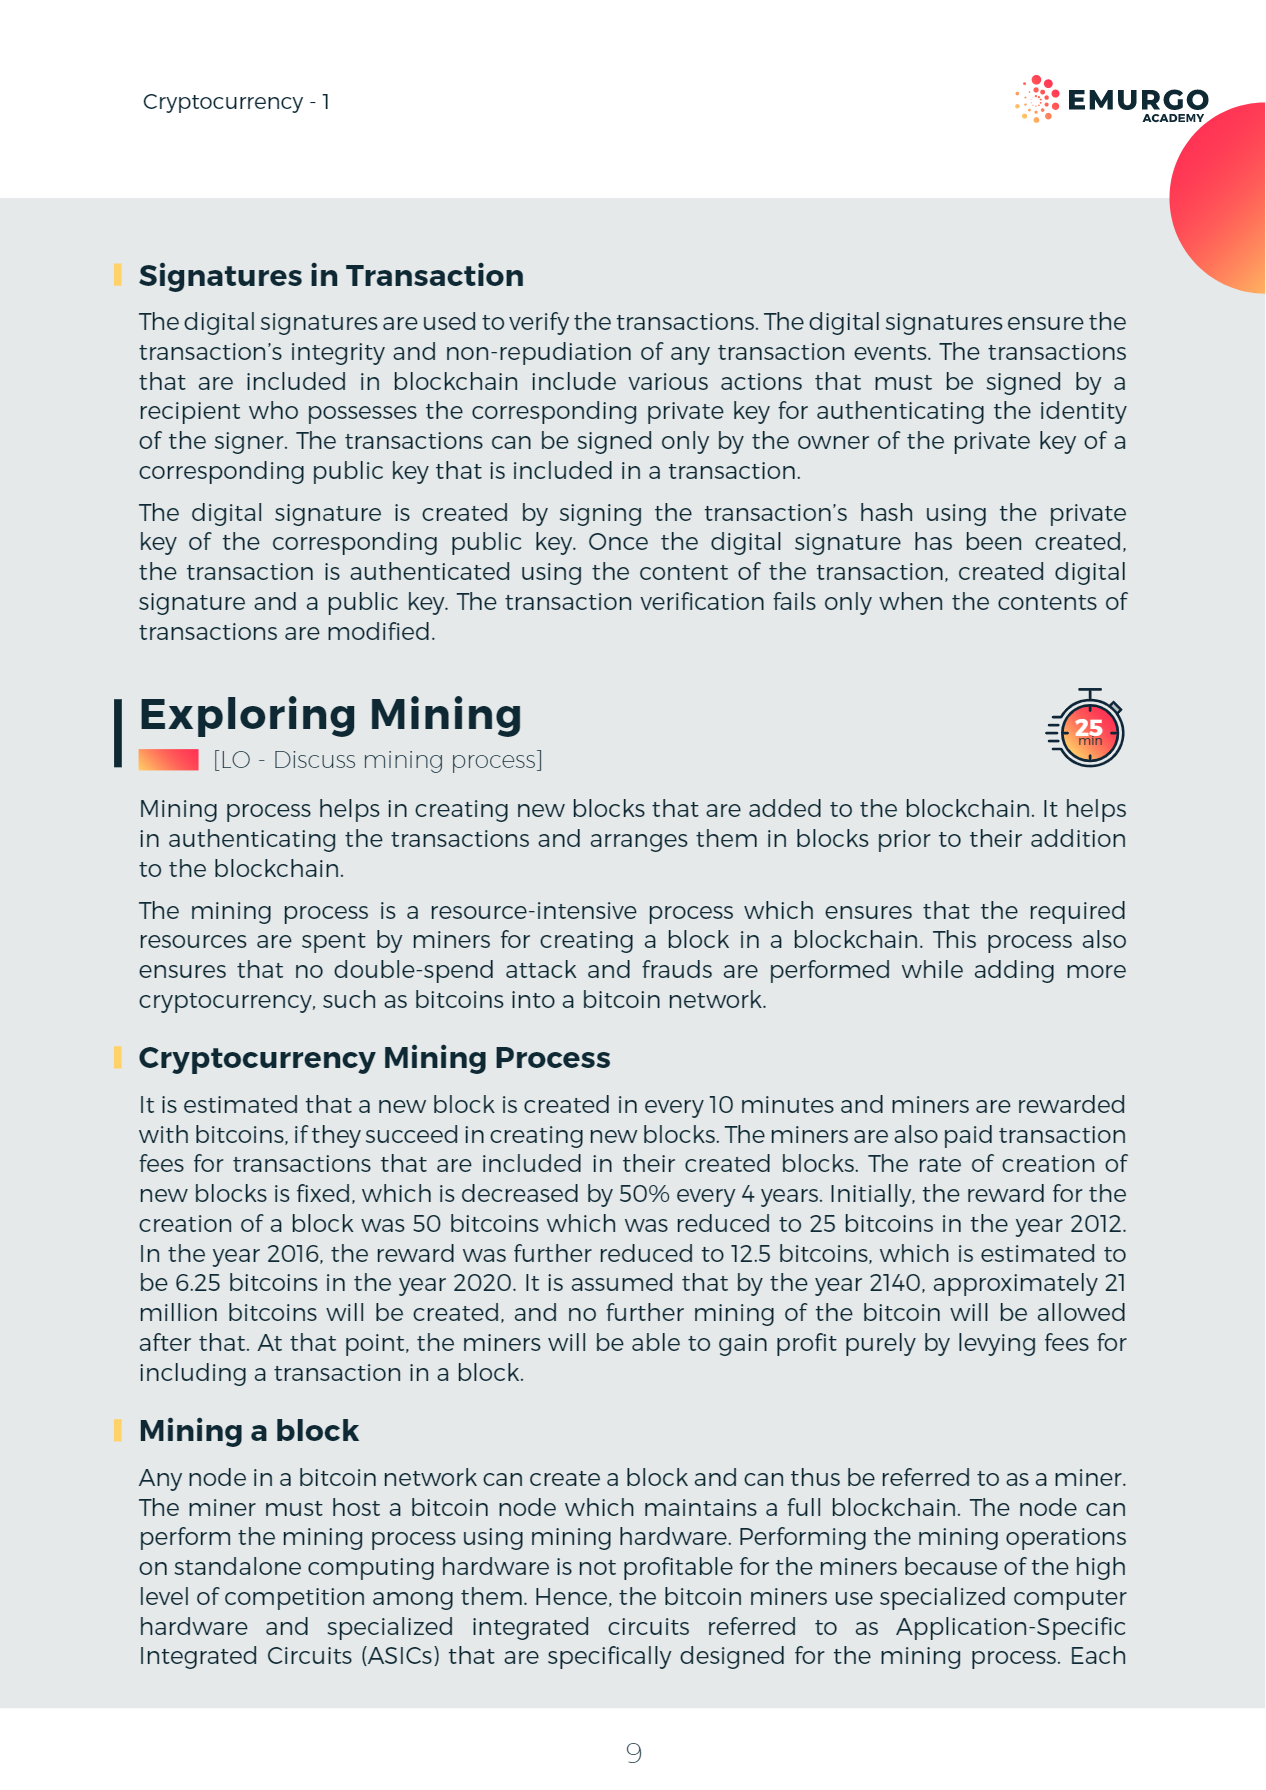 Cryptocurrency - 1
EMURGO
ACADEMY
Signatures in Transaction
The digital signatures are used to verify the transactions. The digital signatures ensure the
transaction’s integrity and non-repudiation of any transaction events. The transactions
that are included in blockchain include various actions that must be signed by a
recipient who possesses the corresponding private key for authenticating the identity
of the signer. The transactions can be signed only by the owner of the private key of a
corresponding public key that is included in a transaction.
The digital signature is created by signing the transaction’s hash using the private
key of the corresponding public key. Once the digital signature has been created,
the transaction is authenticated using the content of the transaction, created digital
signature and a public key. The transaction verification fails only when the contents of
transactions are modified.
Exploring Mining
25
min
[LO - Discuss mining process]
Mining process helps in creating new blocks that are added to the blockchain. It helps
in authenticating the transactions and arranges them in blocks prior to their addition
to the blockchain.
The mining process is a resource-intensive process which ensures that the required
resources are spent by miners for creating a block in a blockchain. This process also
ensures that no double-spend attack and frauds are performed while adding more
cryptocurrency, such as bitcoins into a bitcoin network.
Cryptocurrency Mining Process
It is estimated that a new block is created in every 10 minutes and miners are rewarded
with bitcoins, if they succeed in creating new blocks. The miners are also paid transaction
fees for transactions that are included in their created blocks. The rate of creation of
new blocks is fixed, which is decreased by 50% every 4 years. Initially, the reward for the
creation of a block was 50 bitcoins which was reduced to 25 bitcoins in the year 2012.
In the year 2016, the reward was further reduced to 12.5 bitcoins, which is estimated to
be 6.25 bitcoins in the year 2020. It is assumed that by the year 2140, approximately 21
million bitcoins will be created, and no further mining of the bitcoin will be allowed
after that. At that point, the miners will be able to gain profit purely by levying fees for
including a transaction in a block.
Mining a block
Any node in a bitcoin network can create a block and can thus be referred to as a miner.
The miner must host a bitcoin node which maintains a full blockchain. The node can
perform the mining process using mining hardware. Performing the mining operations
on standalone computing hardware is not profitable for the miners because of the high
level of competition among them. Hence, the bitcoin miners use specialized computer
hardware and specialized integrated circuits referred to as Application-Specific
Integrated Circuits (ASICs) that are specifically designed for the mining process. Each
9